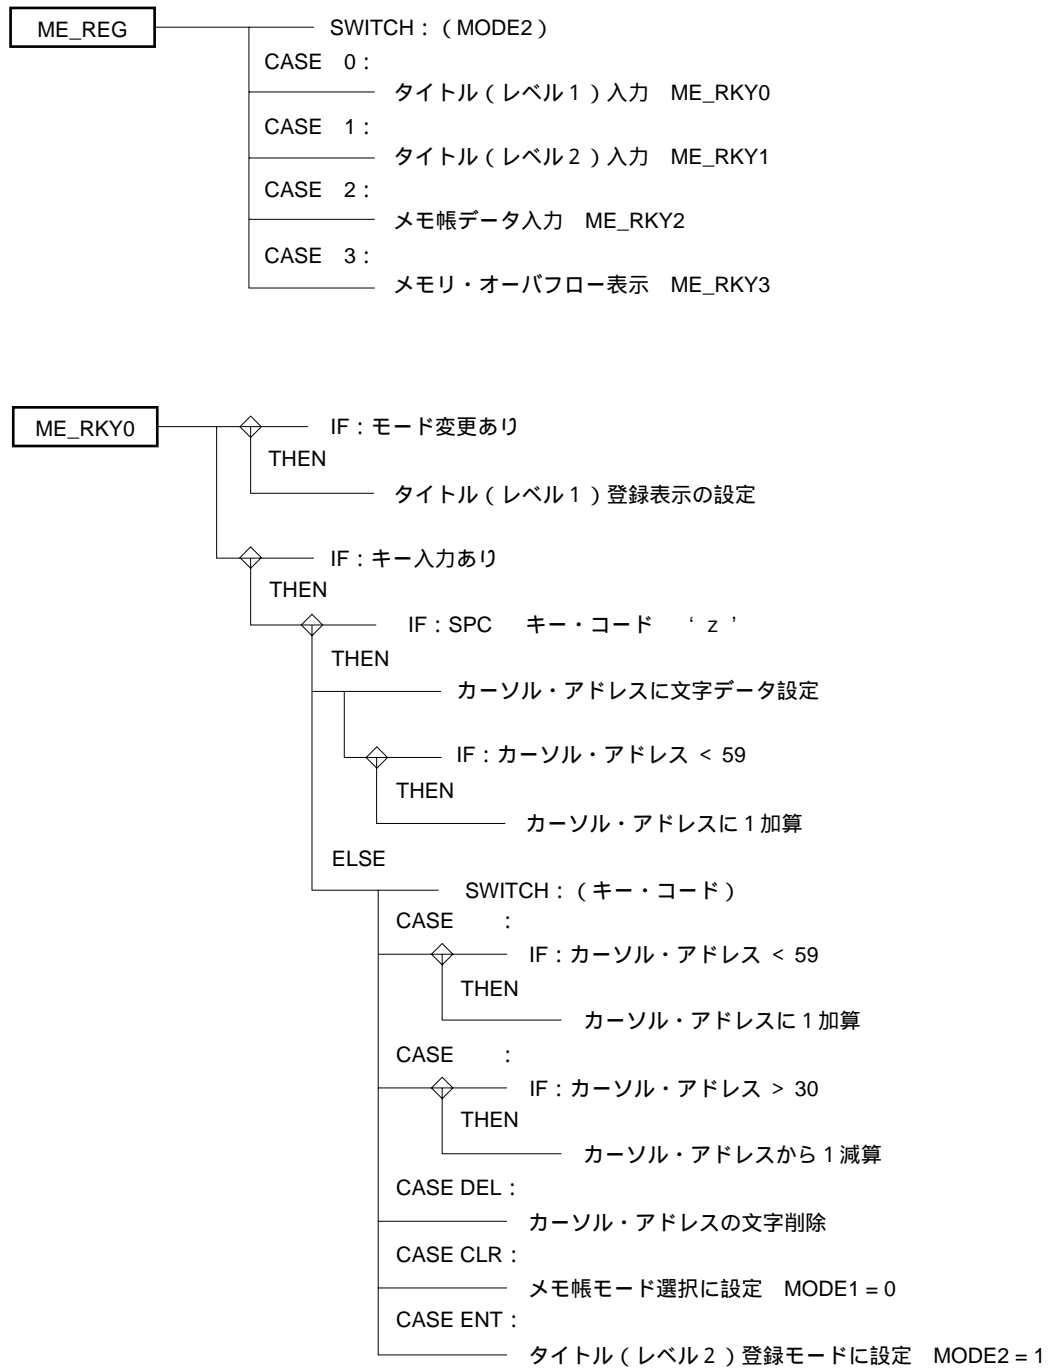 ME_REG
SWITCH：（MODE2）
CASE　0：
タイトル（レベル１）入力　ME_RKY0
CASE　1：
タイトル（レベル２）入力　ME_RKY1
CASE　2：
メモ帳データ入力　ME_RKY2
CASE　3：
メモリ・オーバフロー表示　ME_RKY3
ME_RKY0
IF：モード変更あり
THEN
タイトル（レベル１）登録表示の設定
IF：キー入力あり
THEN
IF：SPC　キー・コード　‘ｚ’
THEN
カーソル・アドレスに文字データ設定
IF：カーソル・アドレス < 59
THEN
カーソル・アドレスに１加算
ELSE
SWITCH：（キー・コード）
CASE　　：
IF：カーソル・アドレス < 59
THEN
カーソル・アドレスに１加算
CASE　　：
IF：カーソル・アドレス > 30
THEN
カーソル・アドレスから１減算
CASE DEL：
カーソル・アドレスの文字削除
CASE CLR：
メモ帳モード選択に設定　MODE1 = 0
CASE ENT：
タイトル（レベル２）登録モードに設定　MODE2 = 1